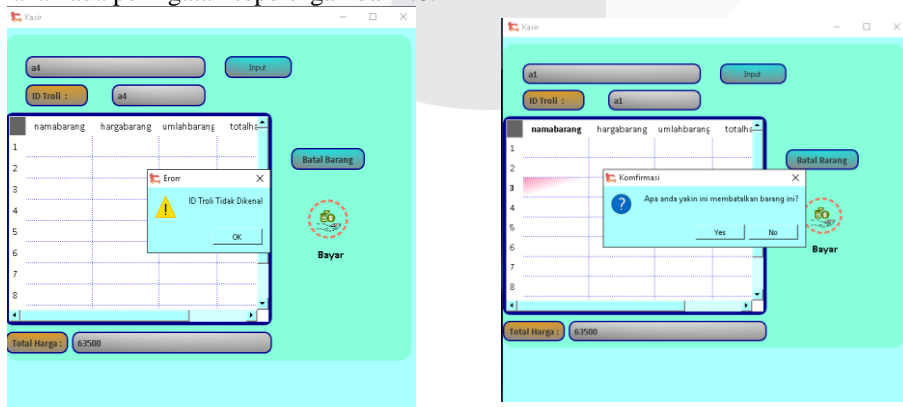 Kasir
a4
Input
ID Troli :
a4
namabarang hargabarang umlahbarang totalha
1
2
3
4
5
6
7
8
Erorr
ID Troli Tidak Dikenal
OK
Batal Barang
Bayar
Total Harga :
63500
Kasir
a1
Input
ID Troli :
a1
namabarang hargabarang umlahbarang totalha
1
2
3
4
5
6
7
8
Komfirmasi
Apa anda yakin ini membatalkan barang ini?
Yes
No
Batal Barang
Bayar
Total Harga :
63500